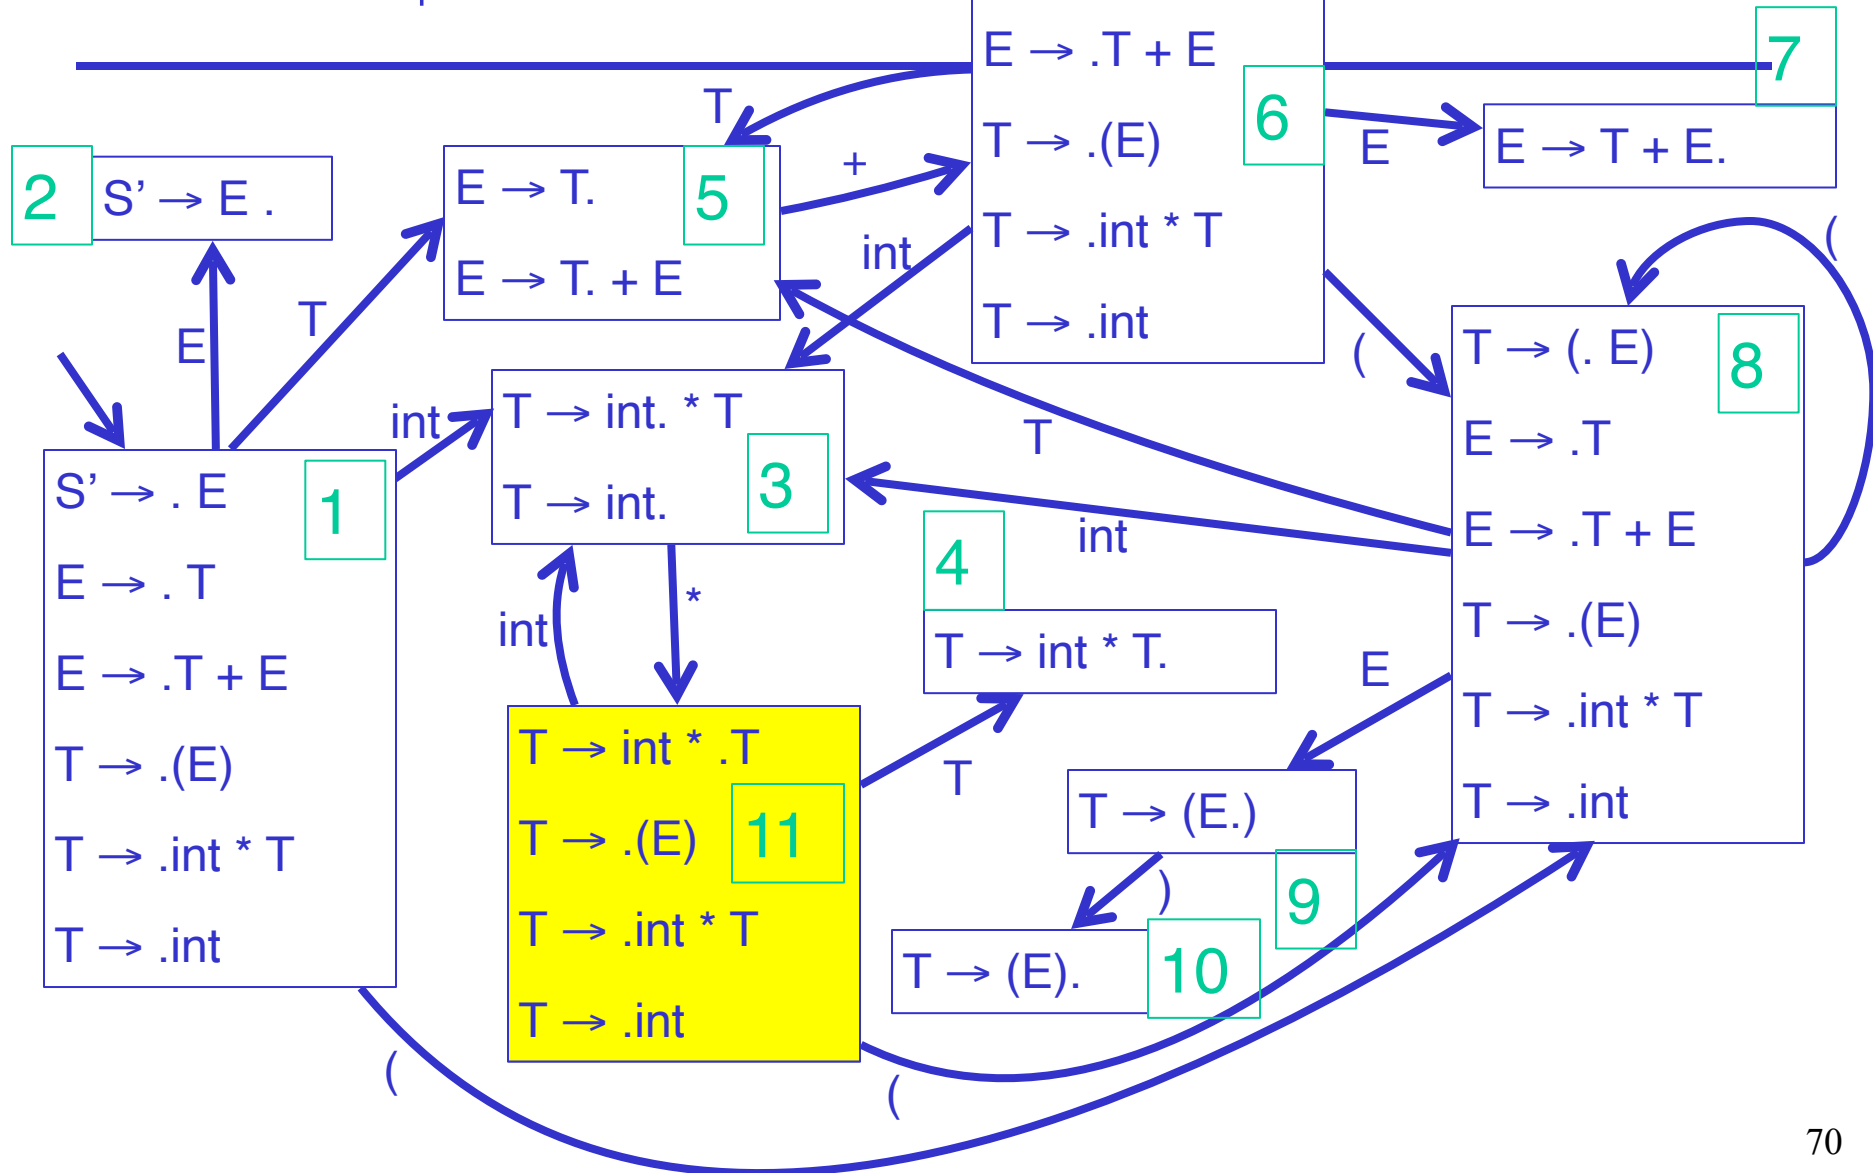 E → .T + E
T → .(E)
T → .int * T
T → .int
6
7
E → T + E.
E
2
S’ → E .
E → T.
E → T. + E
5
T
+
int
(
(
E
T
int
T → int. * T
T → int.
3
T
int
T → (. E)
E → .T
E → .T + E
T → .(E)
T → .int * T
T → .int
8
S’ → . E
E → . T
E → .T + E
T → .(E)
T → .int * T
T → .int
1
4
T → int * T.
int
*
E
T → int * .T
T → .(E)
T → .int * T
T → .int
11
T
T → (E.)
9
)
T → (E).
10
(
(
70